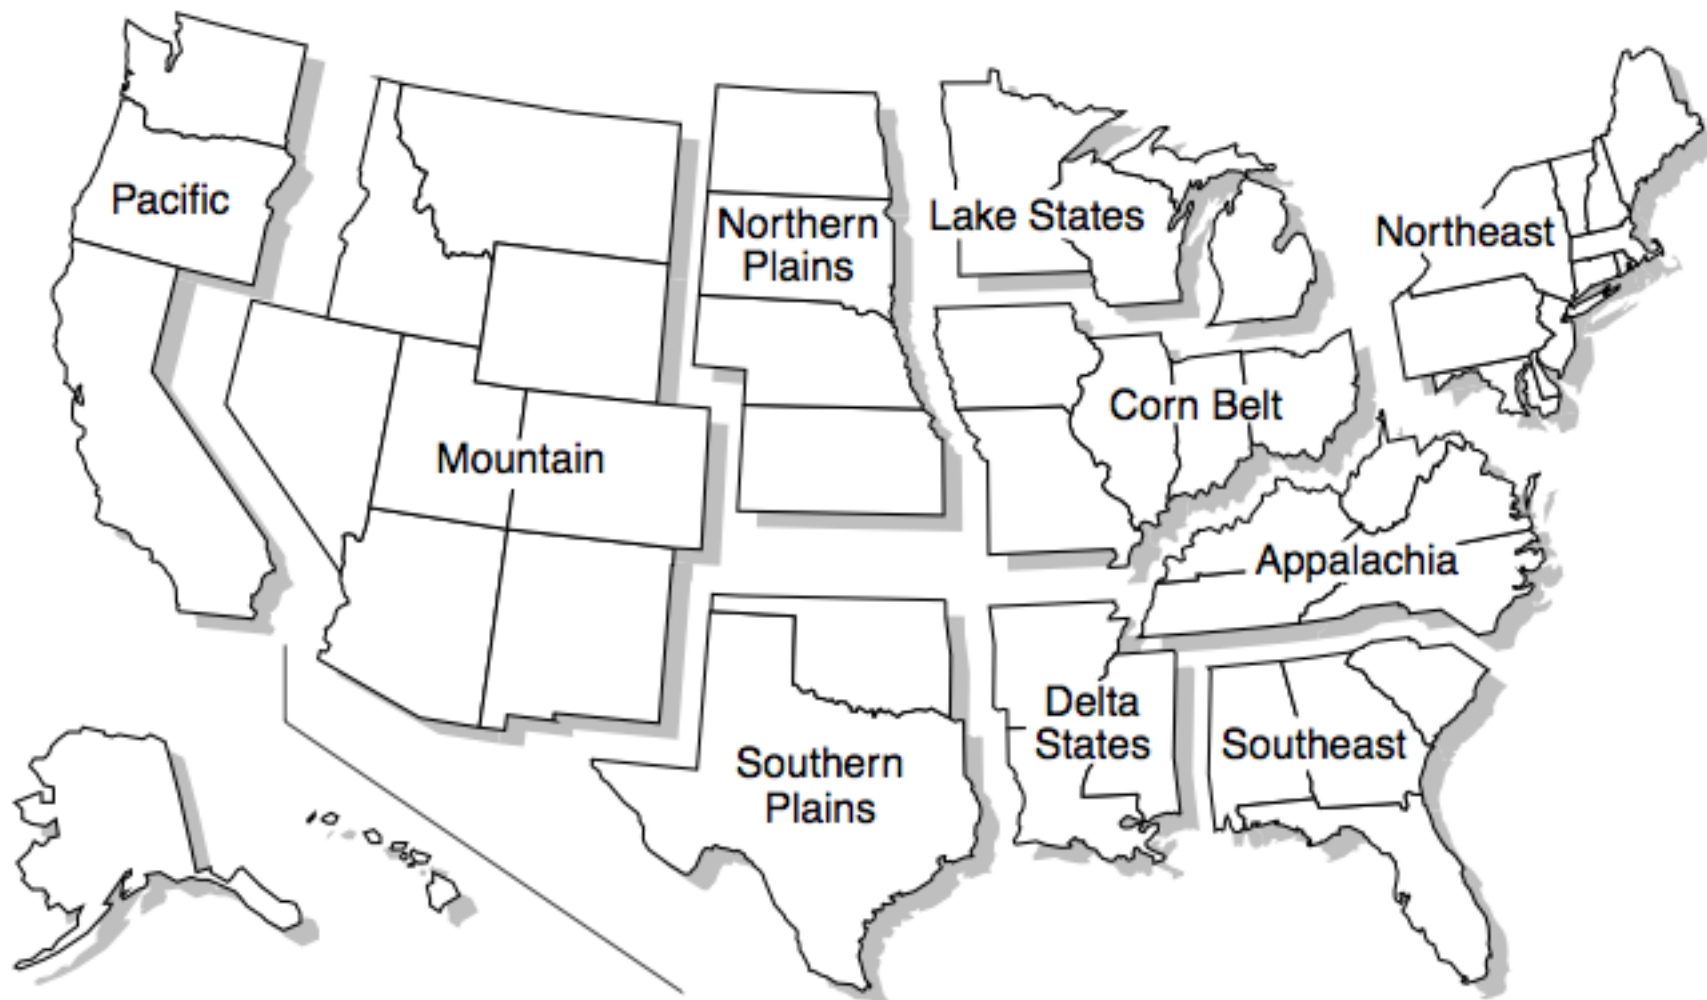 Pacific
Northern
Plains
Lake States
Northeast
Corn Belt
Mountain
Appalachia
Delta
States
Southeast
Southern
Plains